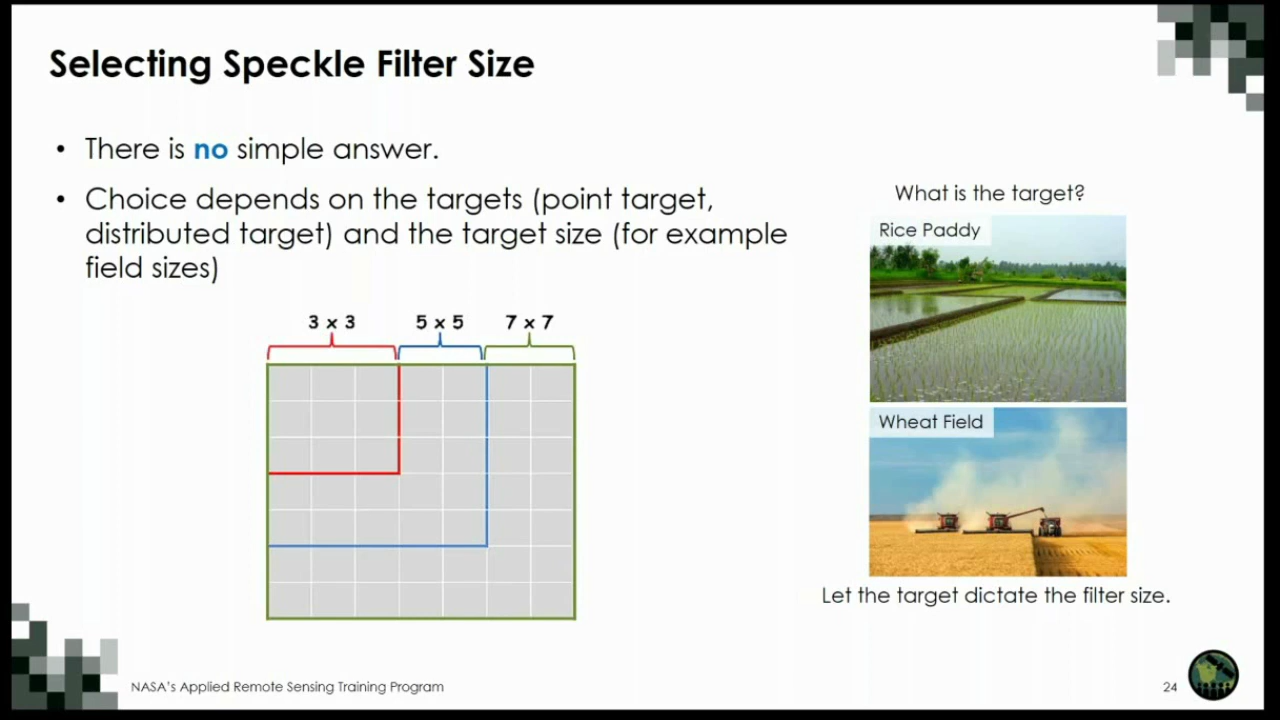 Selecting Speckle Filter Size
• There is no simple answer.
• Choice depends on the targets (point target,
distributed target) and the target size (for example
field sizes)
3 x 3
5 x 5
7 x 7
What is the target?
Rice Paddy
Wheat Field
Let the target dictate the filter size.
NASA's Applied Remote Sensing Training Program
24